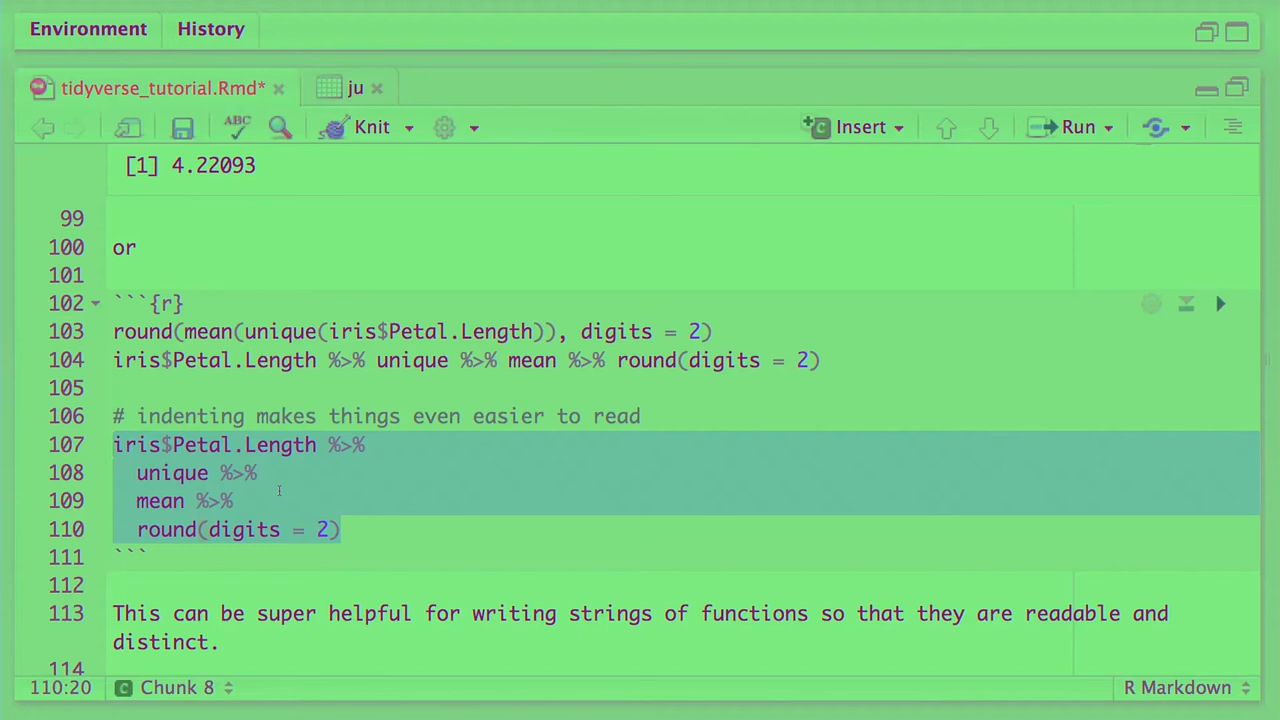 Environment History
tidyverse_tutorial.Rmd* ju
ABC Knit Insert Run
[1] 4.22093
99
100 or
101
102 ```{r}
103 round(mean(unique(iris$Petal.Length)), digits = 2)
104 iris$Petal.Length %>% unique %>% mean %>% round(digits = 2)
105
106 # indenting makes things even easier to read
107 iris$Petal.Length %>%
108   unique %>%
109   mean %>%
110   round(digits = 2)
111 ```
112
113 This can be super helpful for writing strings of functions so that they are readable and
distinct.
114
110:20 C Chunk 8 R Markdown